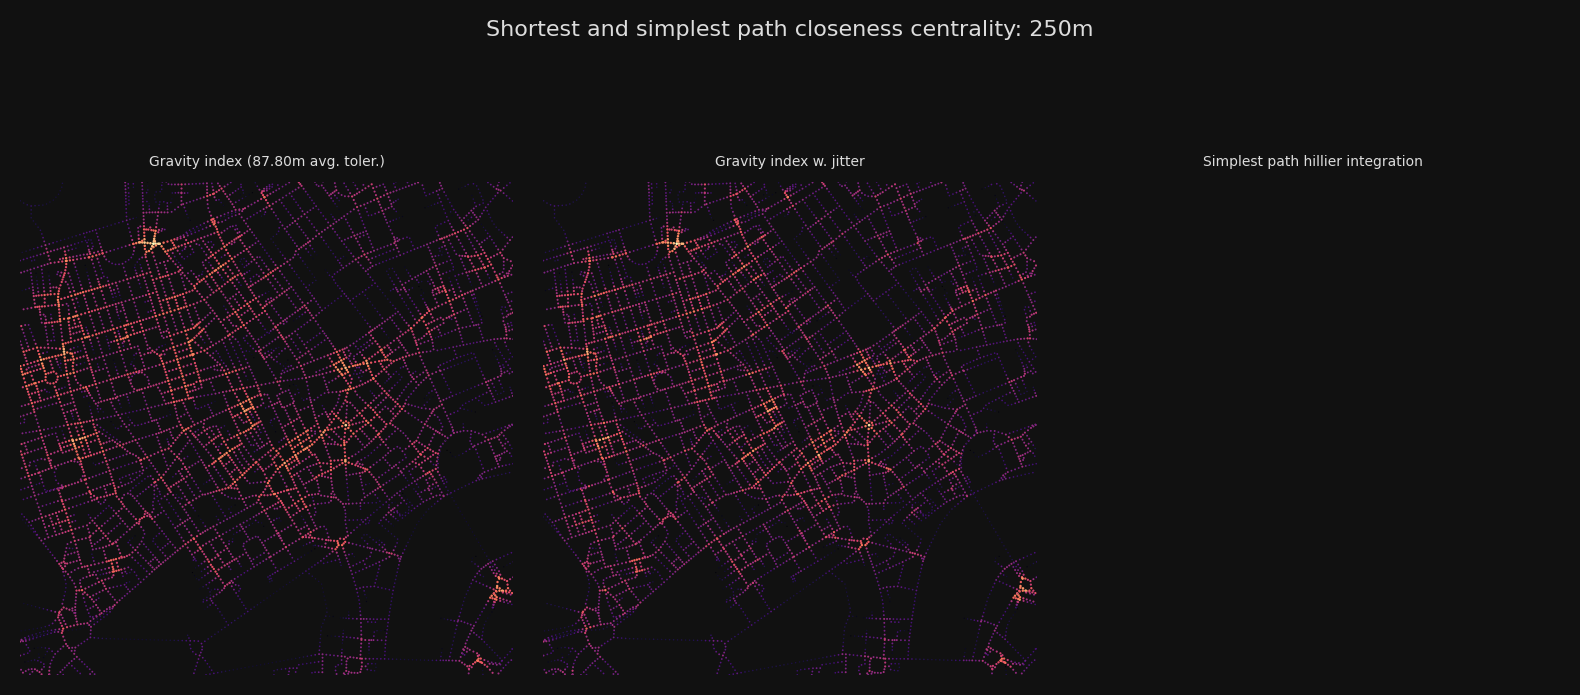 Shortest and simplest path closeness centrality: 250m
Gravity index (87.80m avg. toler.)
Gravity index w. jitter
Simplest path hillier integration